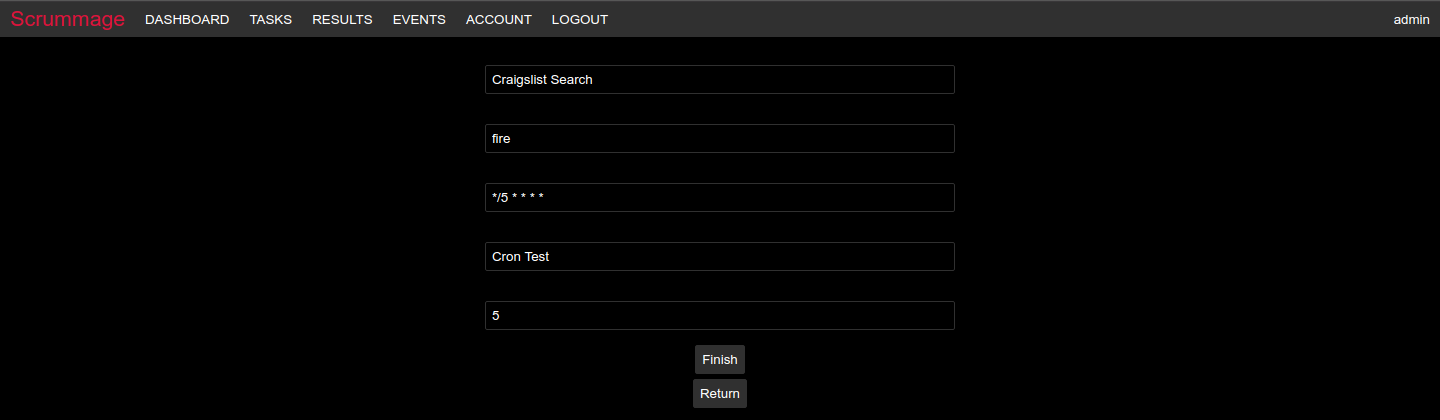 Scrummage DASHBOARD TASKS RESULTS EVENTS ACCOUNT LOGOUT admin
Craigslist Search
fire
*/5 * * * *
Cron Test
5
Finish
Return